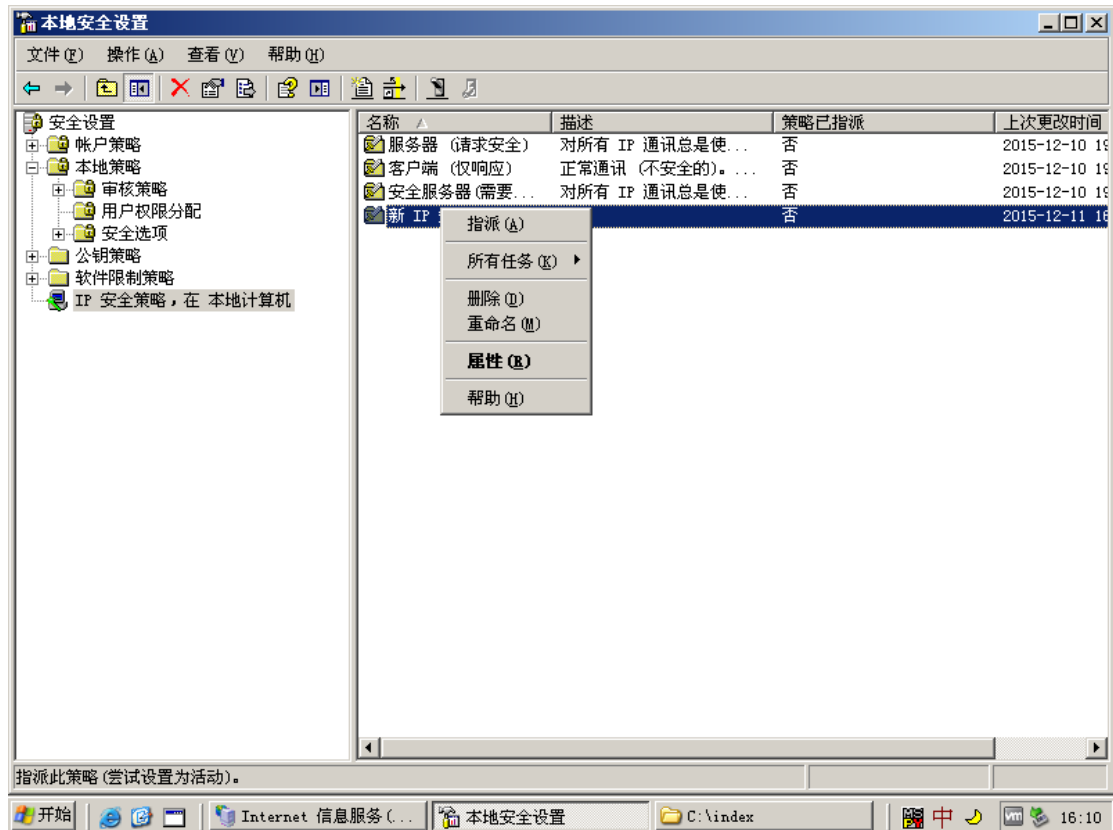 本地安全设置
文件(F) 操作(A) 查看(V) 帮助(H)
安全设置
帐户策略
本地策略
审核策略
用户权限分配
安全选项
公钥策略
软件限制策略
IP 安全策略，在 本地计算机
名称 描述 策略已指派 上次更改时间
服务器 (请求安全) 对所有 IP 通讯总是使... 否 2015-12-10 19
客户端 (仅响应) 正常通讯 (不安全的)。... 否 2015-12-10 19
安全服务器(需要... 对所有 IP 通讯总是使... 否 2015-12-10 19
新 IP 否 2015-12-11 16
指派(A)
所有任务(K)
删除(D)
重命名(M)
属性(R)
帮助(H)
指派此策略(尝试设置为活动)。
开始 Internet 信息服务(... 本地安全设置 C:\index 中 16:10